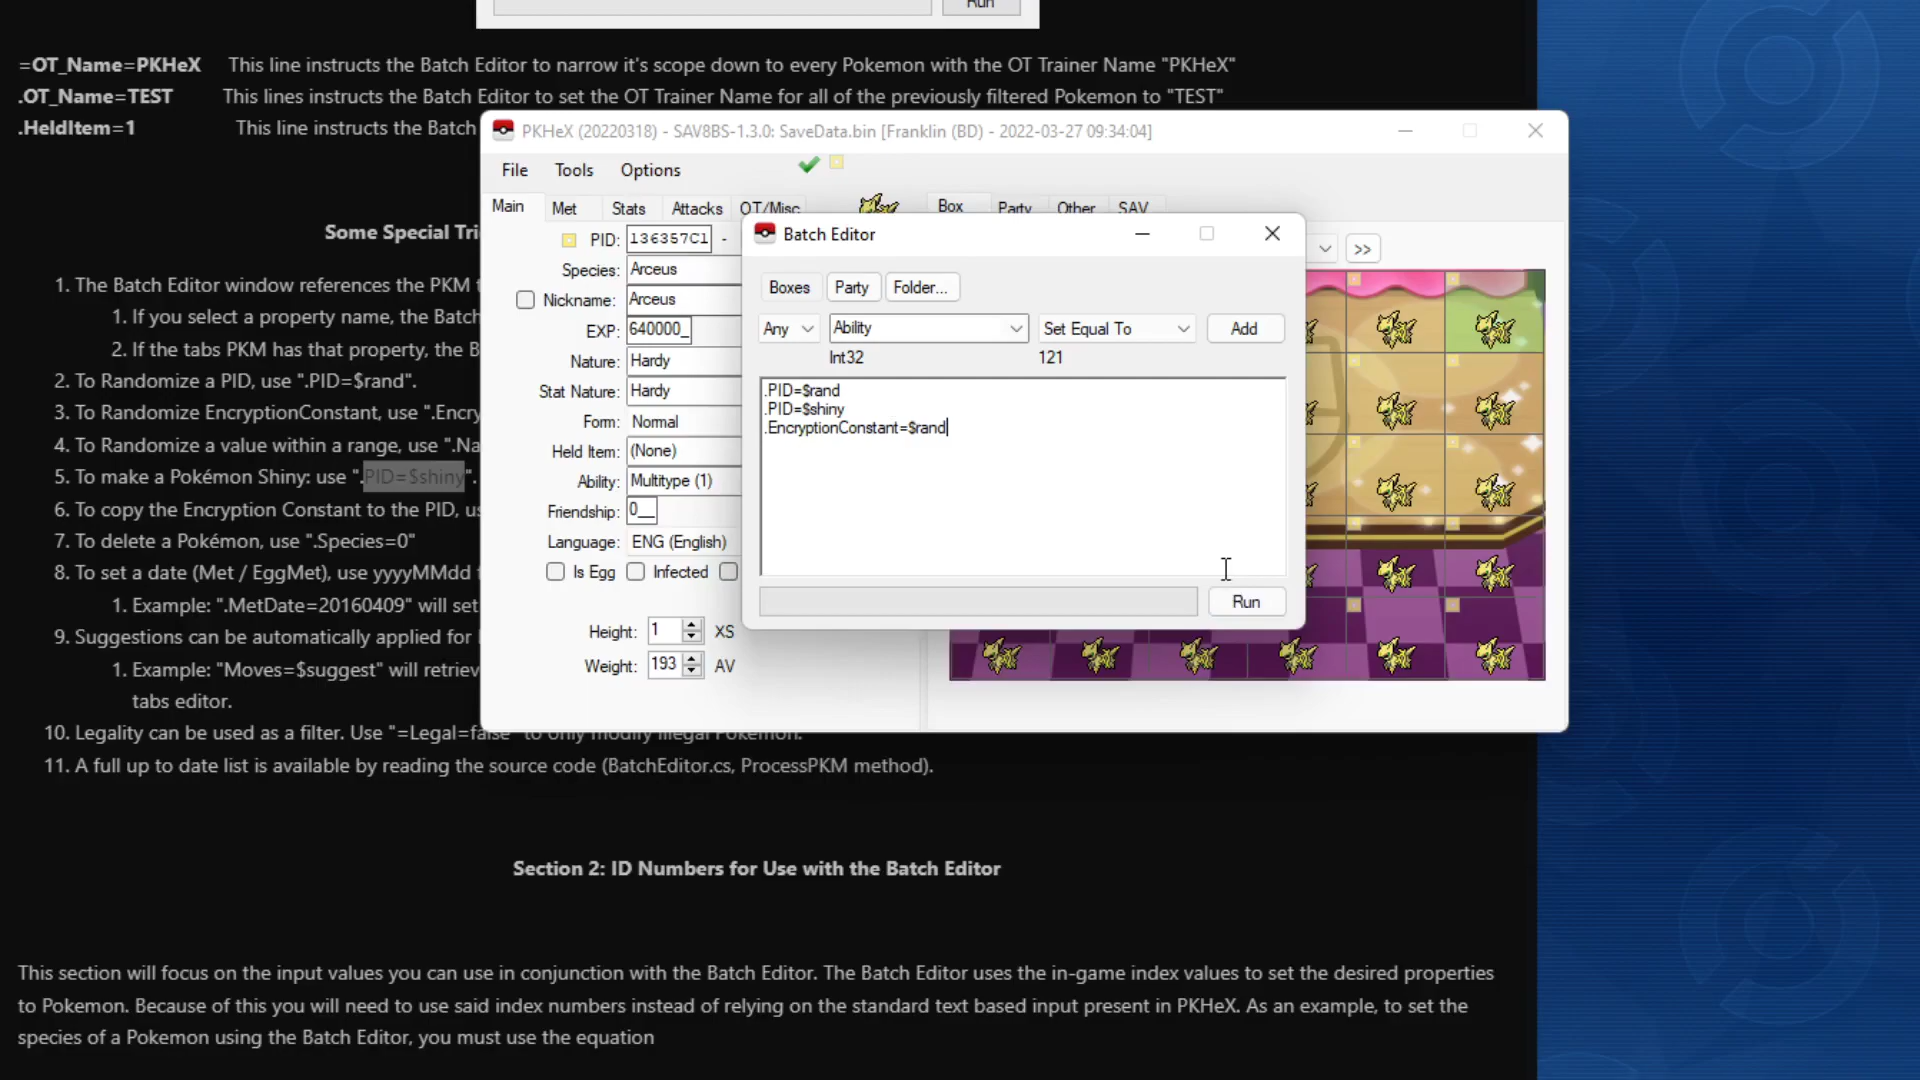 Run
=OT_Name=PKHeX This line instructs the Batch Editor to narrow it's scope down to every Pokemon with the OT Trainer Name "PKHeX"
.OT_Name=TEST This lines instructs the Batch Editor to set the OT Trainer Name for all of the previously filtered Pokemon to "TEST"
.HeldItem=1 This line instructs the Batch
Some Special Tri
1. The Batch Editor window references the PKM t
1. If you select a property name, the Batch
2. If the tabs PKM has that property, the B
2. To Randomize a PID, use ".PID=$rand".
3. To Randomize EncryptionConstant, use ".Encry
4. To Randomize a value within a range, use ".Na
5. To make a Pokémon Shiny: use ".PID=$shiny".
6. To copy the Encryption Constant to the PID, us
7. To delete a Pokémon, use ".Species=0"
8. To set a date (Met / EggMet), use yyyyMMdd f
1. Example: ".MetDate=20160409" will set
9. Suggestions can be automatically applied for
1. Example: "Moves=$suggest" will retriev
tabs editor.
10. Legality can be used as a filter. Use "=Legal=false" to only modify illegal Pokémon.
11. A full up to date list is available by reading the source code (BatchEditor.cs, ProcessPKM method).
Section 2: ID Numbers for Use with the Batch Editor
This section will focus on the input values you can use in conjunction with the Batch Editor. The Batch Editor uses the in-game index values to set the desired properties
to Pokemon. Because of this you will need to use said index numbers instead of relying on the standard text based input present in PKHeX. As an example, to set the
species of a Pokemon using the Batch Editor, you must use the equation
PKHeX (20220318) - SAV8BS-1.3.0: SaveData.bin [Franklin (BD) - 2022-03-27 09:34:04]
File Tools Options
Main Met Stats Attacks OT/Misc
Box Party Other SAV
PID: 136357C1 -
Species: Arceus
Nickname: Arceus
EXP: 640000_
Nature: Hardy
Stat Nature: Hardy
Form: Normal
Held Item: (None)
Ability: Multitype (1)
Friendship: 0__
Language: ENG (English)
Is Egg Infected
Height: 1 XS
Weight: 193 AV
>>
Batch Editor
Boxes Party Folder...
Any Ability Set Equal To Add
Int32 121
.PID=$rand
.PID=$shiny
.EncryptionConstant=$rand
Run